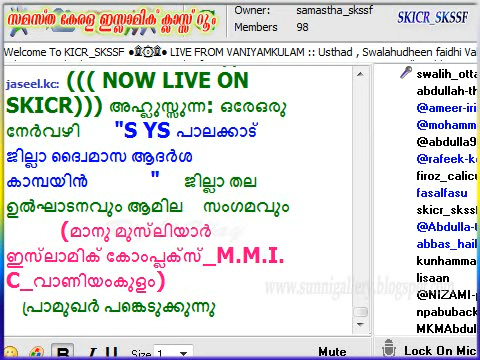 സമസ്ത കേരള ഇസ്ലാമിക് ക്ലാസ്സ് റൂം
Owner: samastha_skssf
Members 98
SKICR_SKSSF
Welcome To KICR_SKSSF ●۩۞۩● LIVE FROM VANIYAMKULAM :: Usthad , Swalahudheen faidhi Va
jaseel.kc: ((( NOW LIVE ON
SKICR))) അഹ്ലുസ്സുന്ന: ഒരേഒരു
നേർവഴി "S YS പാലക്കാട്
ജില്ലാ ദ്വൈമാസ ആദർശ
കാമ്പയിൻ " ജില്ലാ തല
ഉൽഘാടനവും ആമില സംഗമവും
(മാനു മുസ്‌ലിയാർ
ഇസ്‌ലാമിക് കോംപ്ലക്സ്_M.M.I.
C_വാണിയംകുളം)
പ്രാമുഖർ പങ്കെടുക്കുന്നു
www.sunnigallery.blogspot.com
swalih_otta
abdullah-th
@ameer-iri
@mohamm
@abdulla9
@rafeek-ke
firoz_calicu
fasalfasu
skicr_skssf
@Abdulla-t
abbas_hail
kunhamma
lisaan
@NIZAMI-p
npabuback
MKMAbdul
B I U Size 1
Mute
Lock On Mic